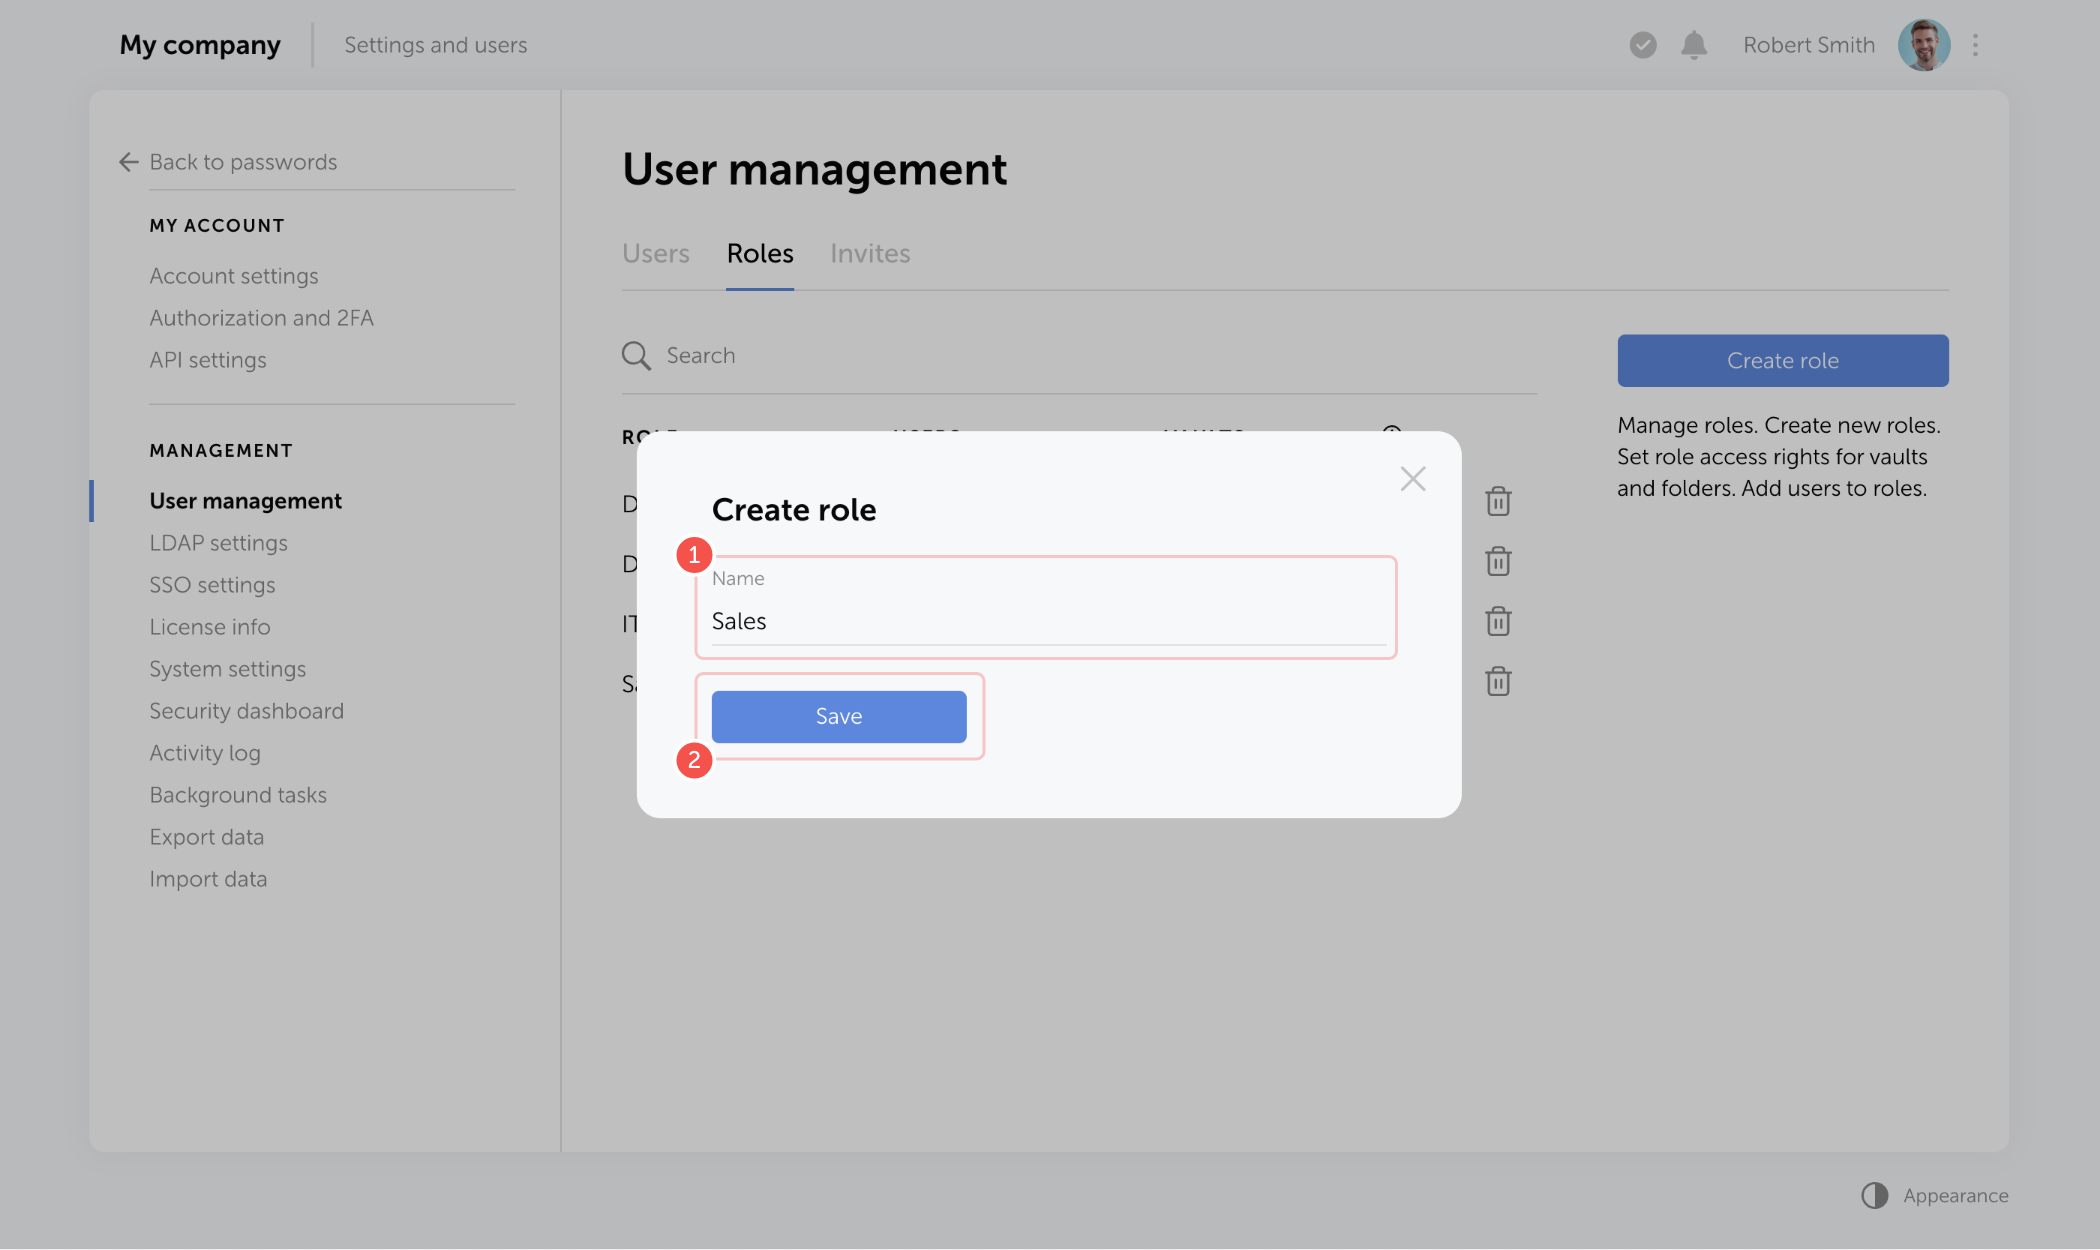 My company
Settings and users
Robert Smith
Back to passwords
MY ACCOUNT
Account settings
Authorization and 2FA
API settings
MANAGEMENT
User management
LDAP settings
SSO settings
License info
System settings
Security dashboard
Activity log
Background tasks
Export data
Import data
User management
Users
Roles
Invites
Search
Create role
Manage roles. Create new roles.
Set role access rights for vaults
and folders. Add users to roles.
Create role
1
Name
Sales
Save
2
Appearance